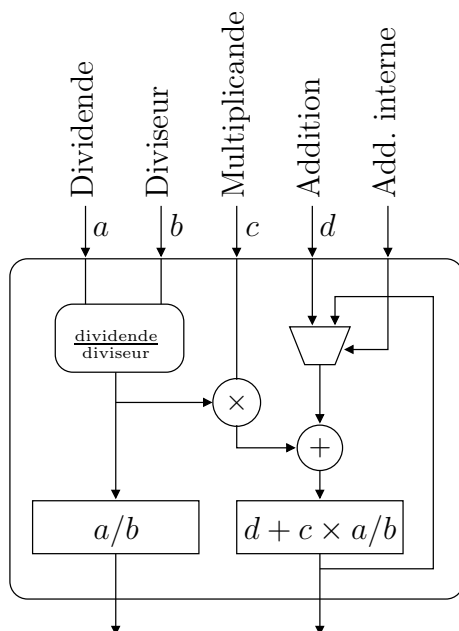 Dividende
Diviseur
Multiplicande
Addition
Add. interne
a
b
c
d
dividende
diviseur
×
+
a/b
d + c × a/b